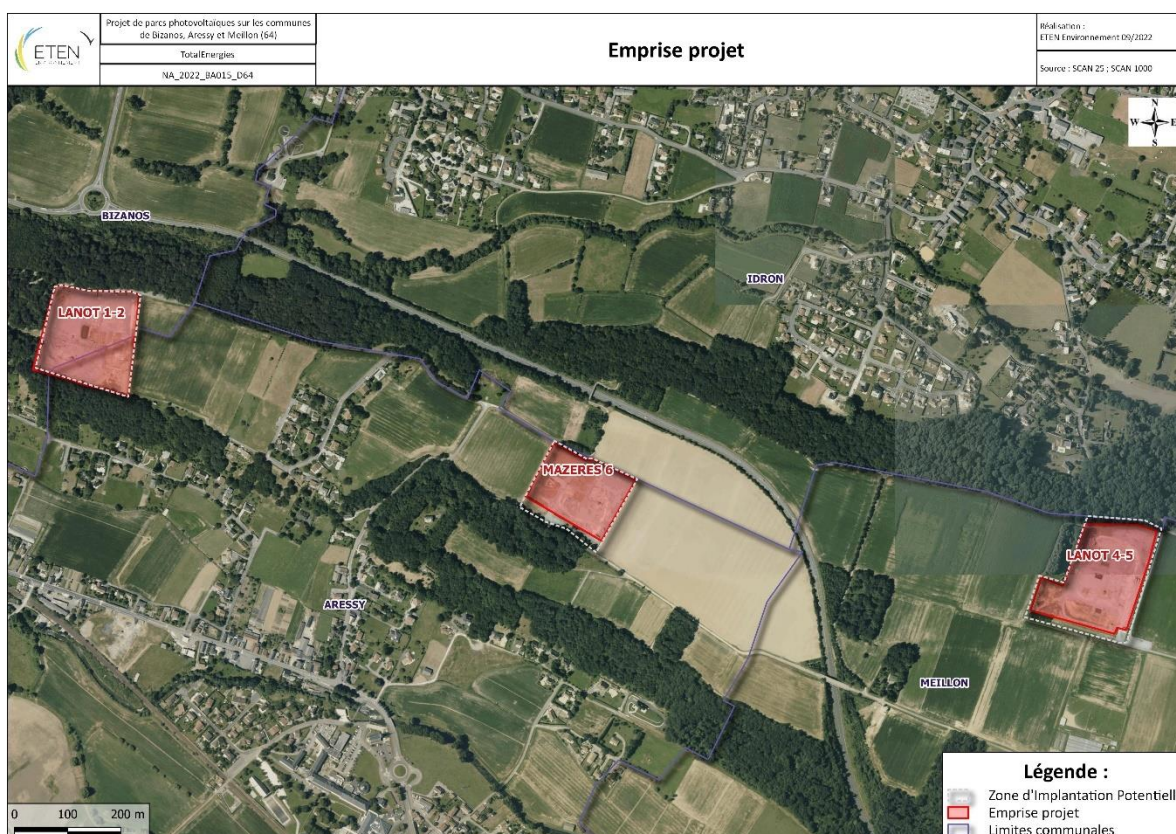 ETEN
Projet de parcs photovoltaïques sur les communes
de Bizanos, Aressy et Meillon (64)
TotalEnergies
NA_2022_BA015_D64
Emprise projet
Réalisation :
ETEN Environnement 09/2022
Source : SCAN 25 ; SCAN 1000
N
W E
S
BIZANOS
IDRON
LANOT 1-2
MAZERES 6
LANOT 4-5
ARESSY
MEILLON
Légende :
Zone d'Implantation Potentiell
Emprise projet
Limites communales
0 100 200 m